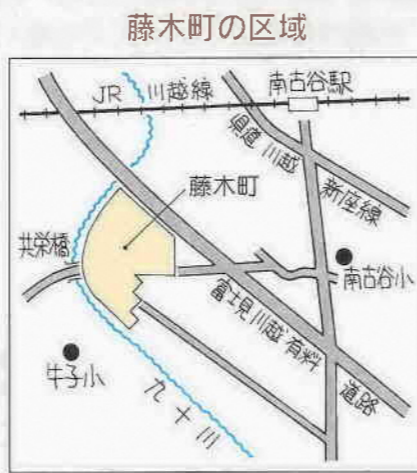 藤木町の区域
JR 川越線
南古谷駅
県道川越
新座線
藤木町
共栄橋
南古谷小
富士見川越有料
道路
牛子小
九十川